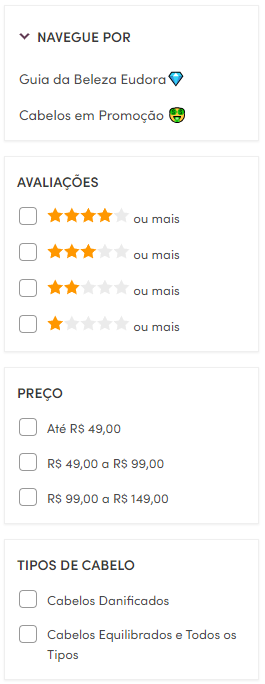 NAVEGUE POR
Guia da Beleza Eudora💎
Cabelos em Promoção 🤑
AVALIAÇÕES
ou mais
ou mais
ou mais
ou mais
PREÇO
Até R$ 49,00
R$ 49,00 a R$ 99,00
R$ 99,00 a R$ 149,00
TIPOS DE CABELO
Cabelos Danificados
Cabelos Equilibrados e Todos os
Tipos